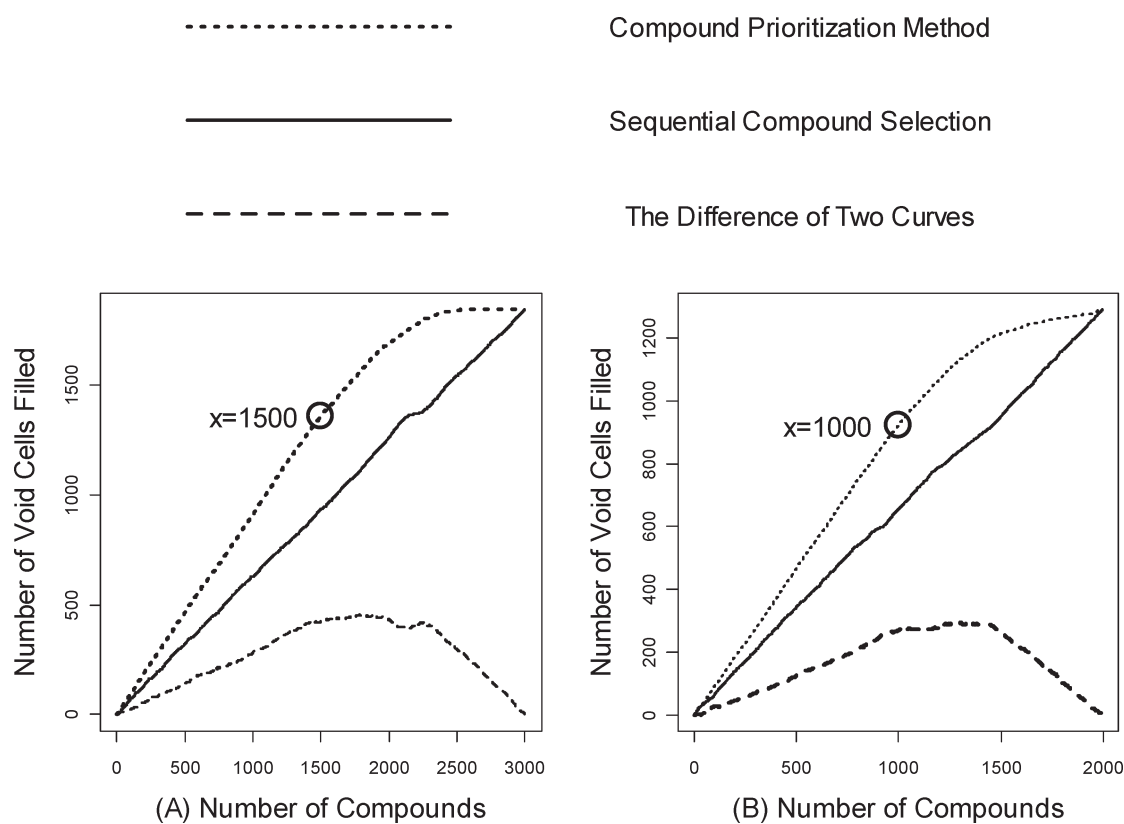 Compound Prioritization Method
Sequential Compound Selection
The Difference of Two Curves
Number of Void Cells Filled
1500
1000
500
0
x=1500
0 500 1000 1500 2000 2500 3000
(A) Number of Compounds
Number of Void Cells Filled
1200
1000
800
600
400
200
0
x=1000
0 500 1000 1500 2000
(B) Number of Compounds